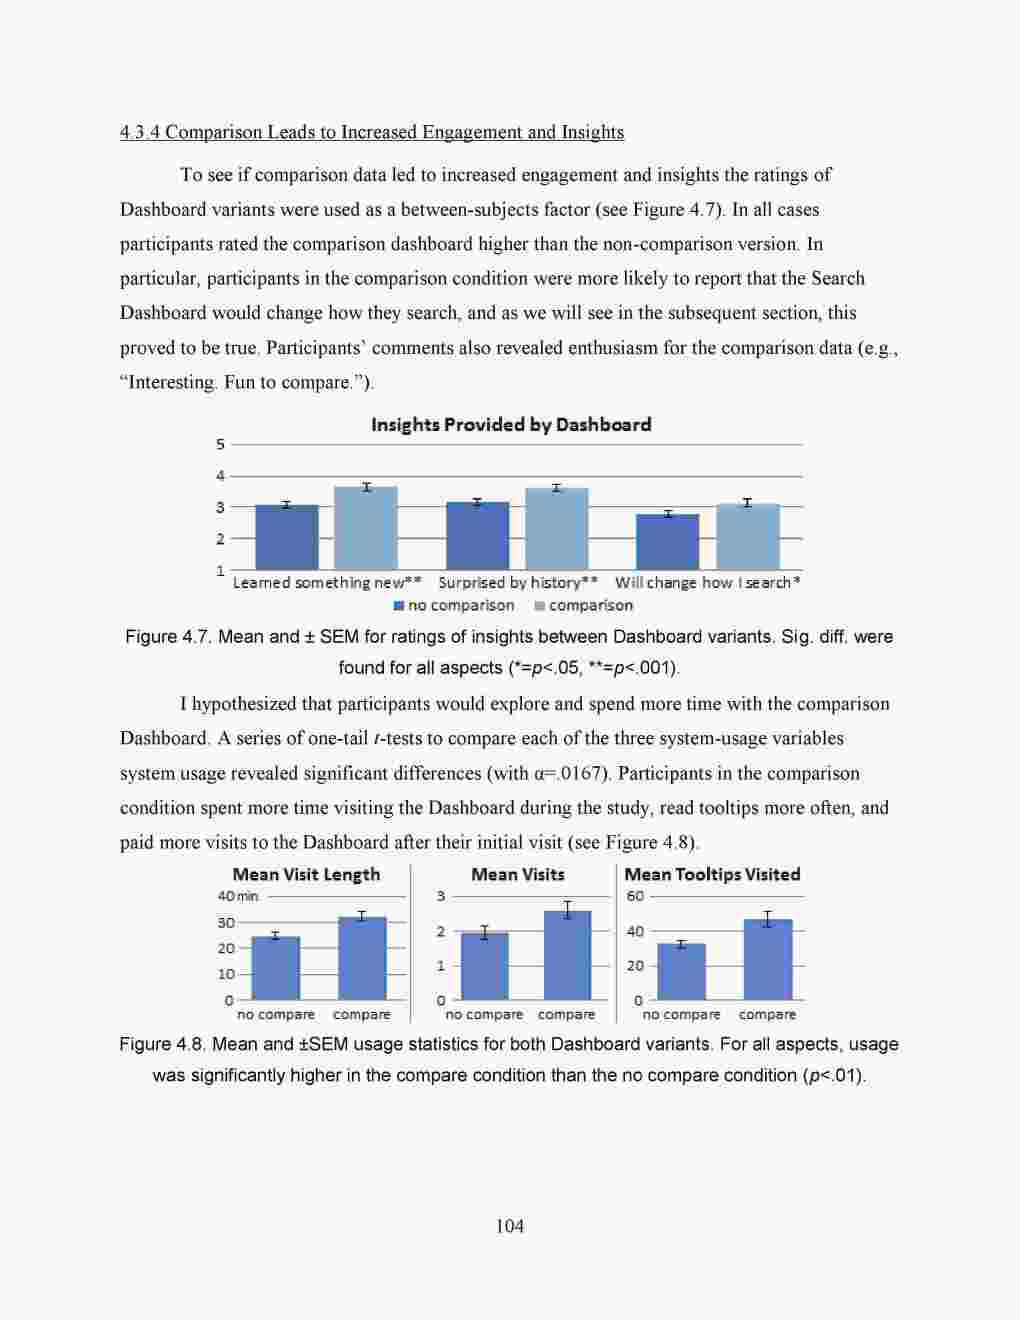 4.3.4 Comparison Leads to Increased Engagement and Insights
To see if comparison data led to increased engagement and insights the ratings of
Dashboard variants were used as a between-subjects factor (see Figure 4.7). In all cases
participants rated the comparison dashboard higher than the non-comparison version. In
particular, participants in the comparison condition were more likely to report that the Search
Dashboard would change how they search, and as we will see in the subsequent section, this
proved to be true. Participants‘ comments also revealed enthusiasm for the comparison data (e.g.,
“Interesting. Fun to compare.”).
Insights Provided by Dashboard
5
4
3
2
1
Learned something new** Surprised by history** Will change how I search*
no comparison comparison
Figure 4.7. Mean and ± SEM for ratings of insights between Dashboard variants. Sig. diff. were
found for all aspects (*=p<.05, **=p<.001).
I hypothesized that participants would explore and spend more time with the comparison
Dashboard. A series of one-tail t-tests to compare each of the three system-usage variables
system usage revealed significant differences (with α=.0167). Participants in the comparison
condition spent more time visiting the Dashboard during the study, read tooltips more often, and
paid more visits to the Dashboard after their initial visit (see Figure 4.8).
Mean Visit Length
40 min
30
20
10
0
no compare compare
Mean Visits
3
2
1
0
no compare compare
Mean Tooltips Visited
60
40
20
0
no compare compare
Figure 4.8. Mean and ±SEM usage statistics for both Dashboard variants. For all aspects, usage
was significantly higher in the compare condition than the no compare condition (p<.01).
104